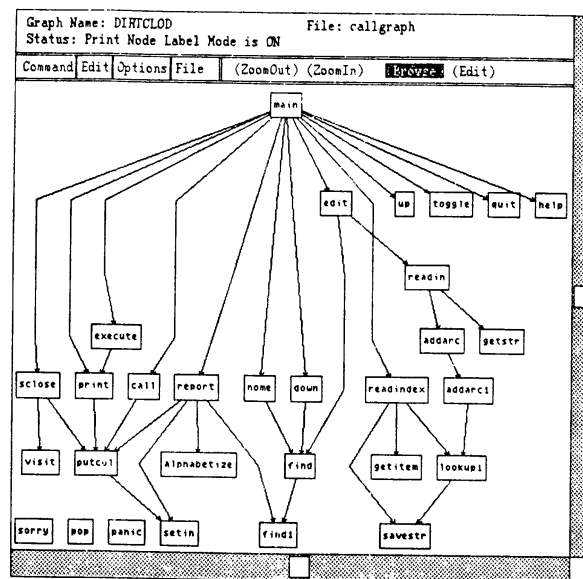 Graph Name: DIRTCLOD File: callgraph
Status: Print Node Label Mode is ON
Command Edit Options File (ZoomOut) (ZoomIn) (Browse) (Edit)
main
edit up toggle quit help
readin
execute addarc getstr
sclose print call report home down readindex addarc1
visit putcol alphabetize find getitem lookup1
sorry pop panic setin find1 savestr